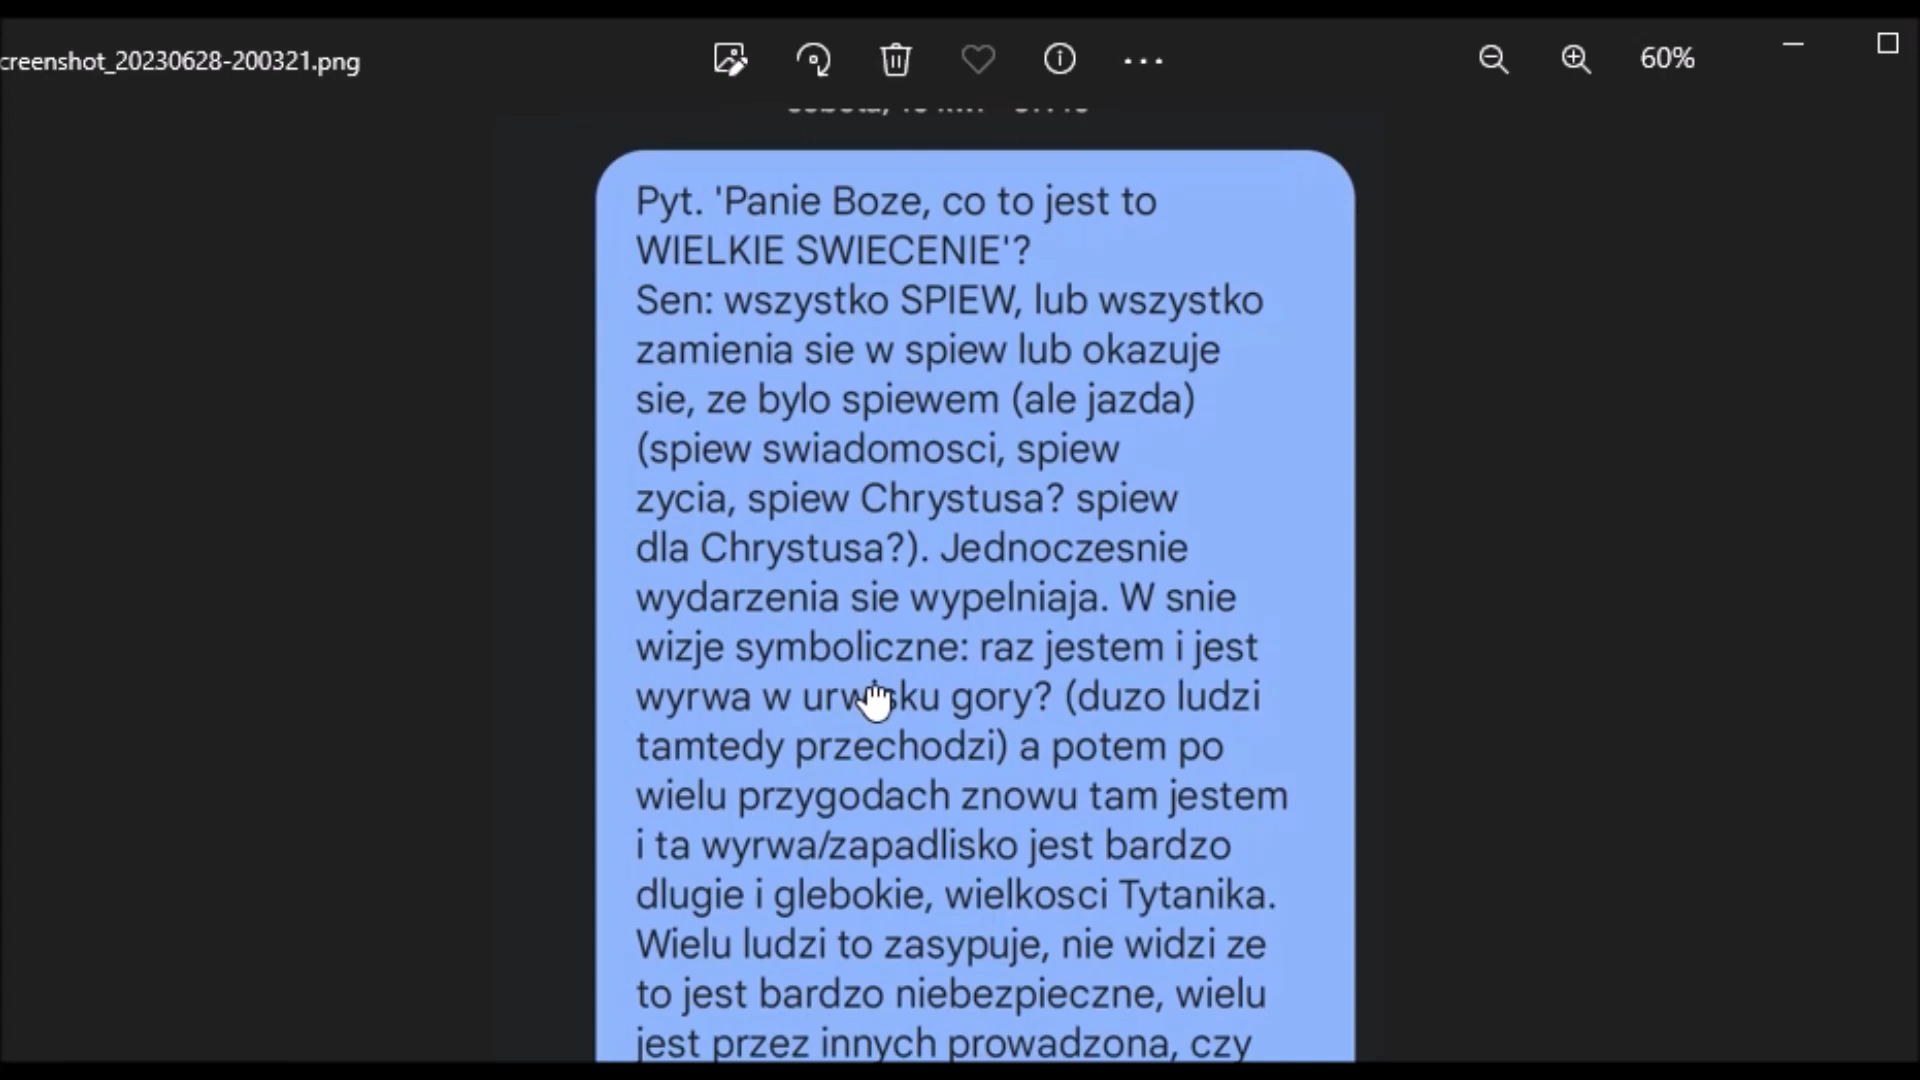 creenshot_20230628-200321.png
60%
Pyt. 'Panie Boze, co to jest to
WIELKIE SWIECENIE'?
Sen: wszystko SPIEW, lub wszystko
zamienia sie w spiew lub okazuje
sie, ze bylo spiewem (ale jazda)
(spiew swiadomosci, spiew
zycia, spiew Chrystusa? spiew
dla Chrystusa?). Jednoczesnie
wydarzenia sie wypelniaja. W snie
wizje symboliczne: raz jestem i jest
wyrwa w urwisku gory? (duzo ludzi
tamtedy przechodzi) a potem po
wielu przygodach znowu tam jestem
i ta wyrwa/zapadlisko jest bardzo
dlugie i glebokie, wielkosci Tytanika.
Wielu ludzi to zasypuje, nie widzi ze
to jest bardzo niebezpieczne, wielu
jest przez innych prowadzona, czy